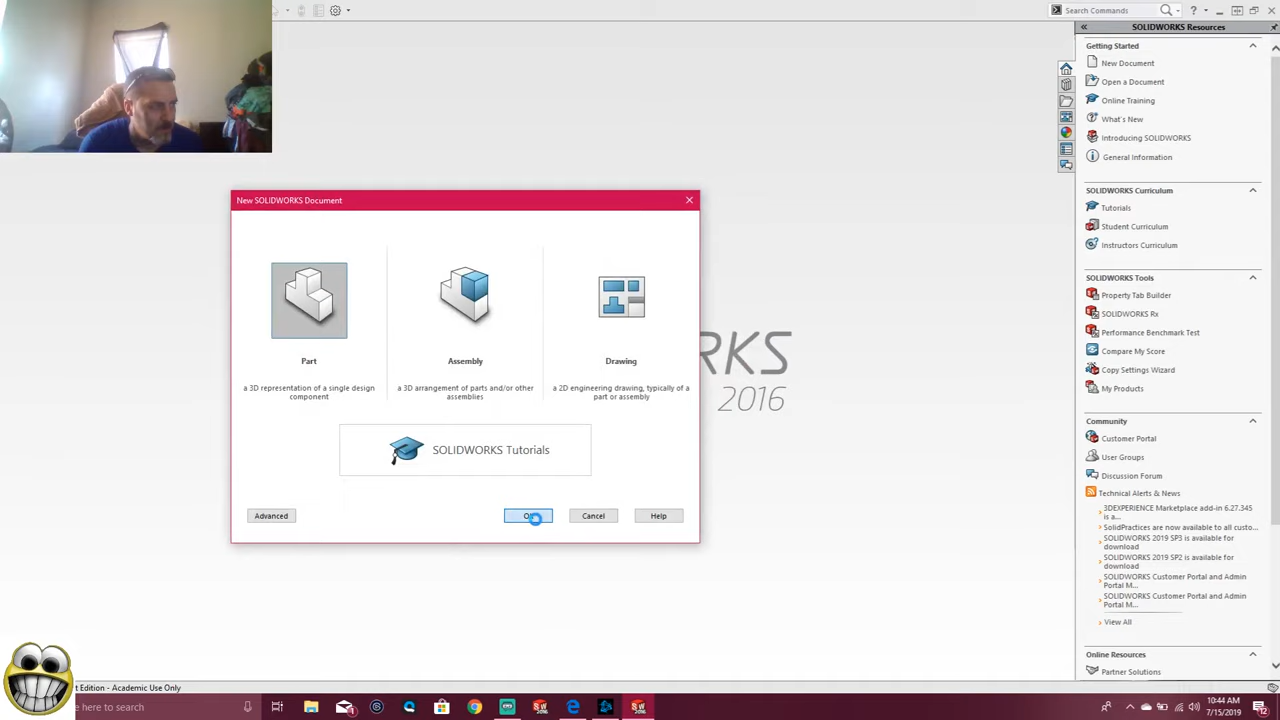 Search Commands
SOLIDWORKS Resources
Getting Started
New Document
Open a Document
Online Training
What's New
Introducing SOLIDWORKS
General Information
SOLIDWORKS Curriculum
Tutorials
Student Curriculum
Instructors Curriculum
SOLIDWORKS Tools
Property Tab Builder
SOLIDWORKS Rx
Performance Benchmark Test
Compare My Score
Copy Settings Wizard
My Products
Community
Customer Portal
User Groups
Discussion Forum
Technical Alerts & News
3DEXPERIENCE Marketplace add-in 6.27.345
is a...
SolidPractices are now available to all custo...
SOLIDWORKS 2019 SP3 is available for
download
SOLIDWORKS 2019 SP2 is available for
download
SOLIDWORKS Customer Portal and Admin
Portal M...
SOLIDWORKS Customer Portal and Admin
Portal M...
View All
Online Resources
Partner Solutions
New SOLIDWORKS Document
Part
Assembly
Drawing
a 3D representation of a single design
component
a 3D arrangement of parts and/or other
assemblies
a 2D engineering drawing, typically of a
part or assembly
SOLIDWORKS Tutorials
Advanced
Cancel
Help
RKS
2016
t Edition - Academic Use Only
here to search
10:44 AM
7/15/2019
12